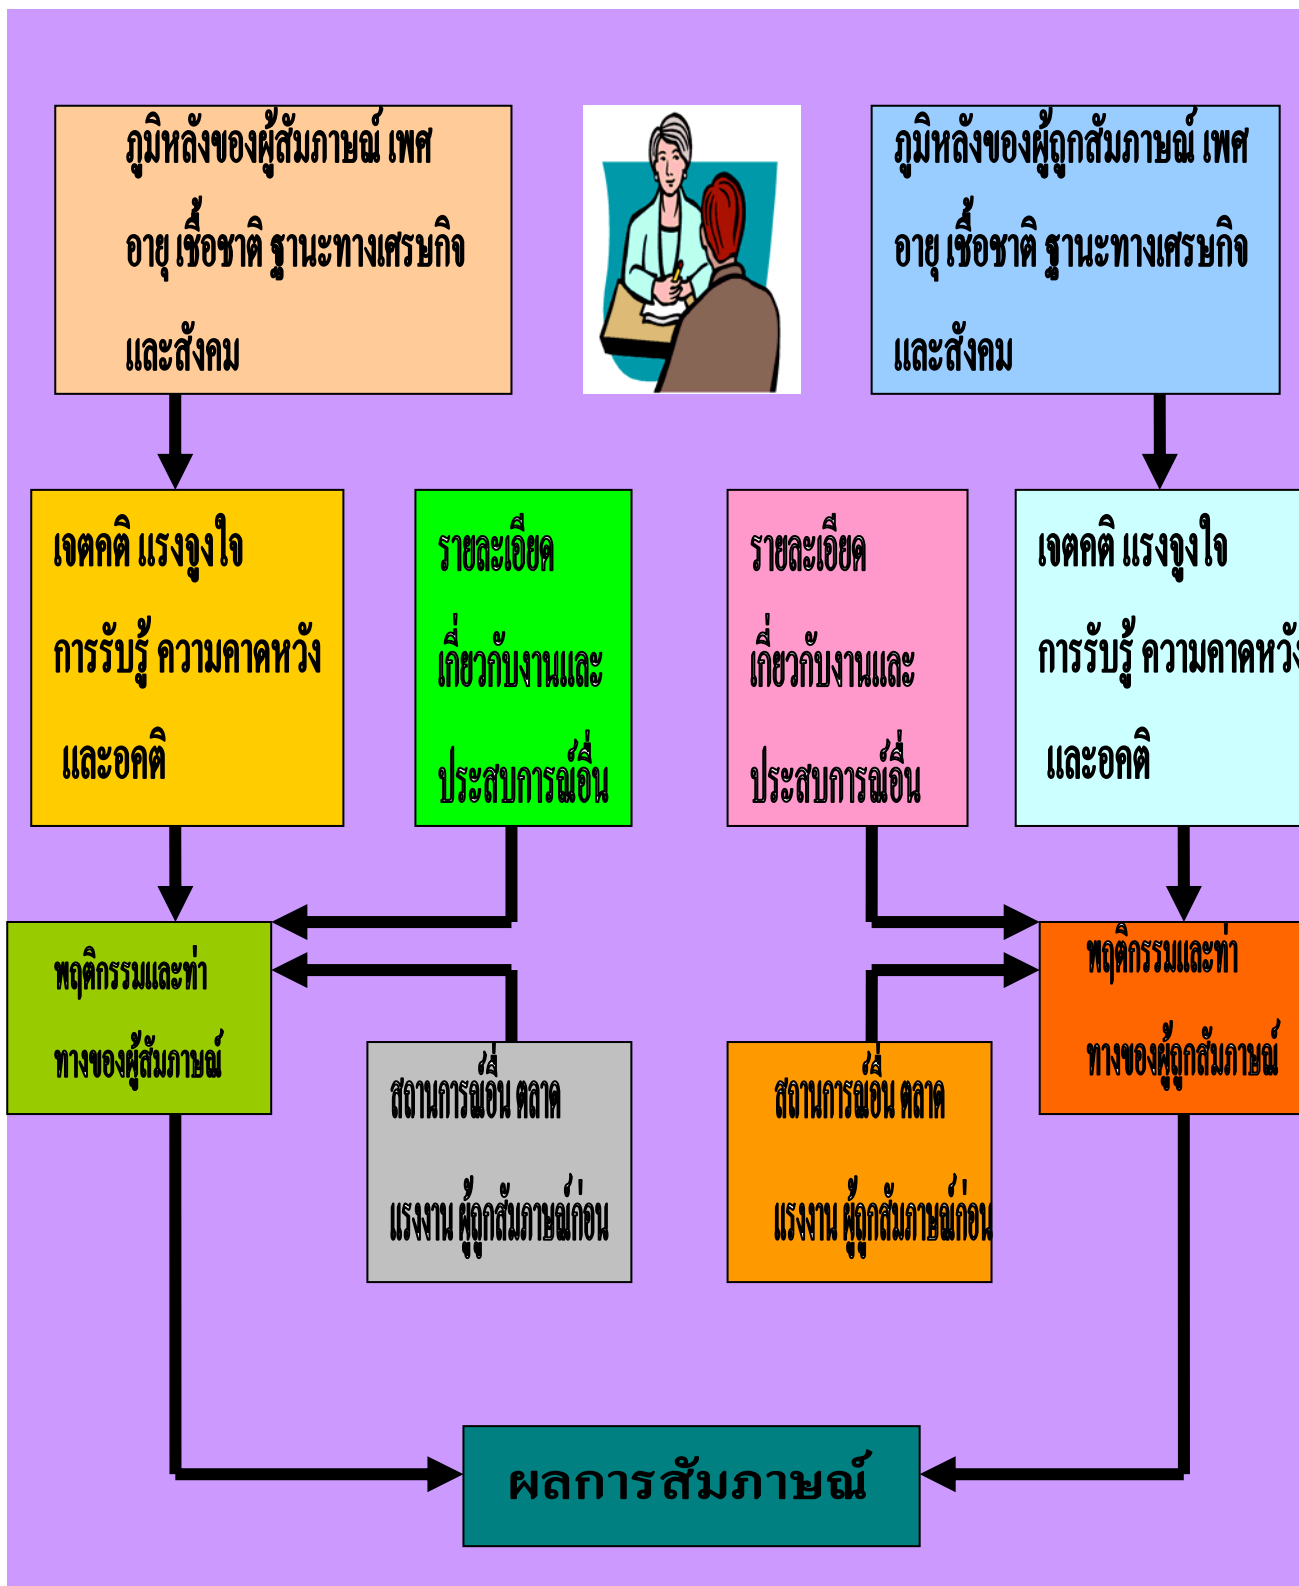 ภูมิหลังของผู้สัมภาษณ์ เพศ
อายุ เชื้อชาติ ฐานะทางเศรษกิจ
และสังคม
ภูมิหลังของผู้ถูกสัมภาษณ์ เพศ
อายุ เชื้อชาติ ฐานะทางเศรษกิจ
และสังคม
เจตคติ แรงจูงใจ
การรับรู้ ความคาดหวัง
และอคติ
รายละเอียด
เกี่ยวกับงานและ
ประสบการณ์อื่น
รายละเอียด
เกี่ยวกับงานและ
ประสบการณ์อื่น
เจตคติ แรงจูงใจ
การรับรู้ ความคาดหวัง
และอคติ
พฤติกรรมและท่า
ทางของผู้สัมภาษณ์
พฤติกรรมและท่า
ทางของผู้ถูกสัมภาษณ์
สถานการณ์อื่น ตลาด
แรงงาน ผู้ถูกสัมภาษณ์ก่อน
สถานการณ์อื่น ตลาด
แรงงาน ผู้ถูกสัมภาษณ์ก่อน
ผลการสัมภาษณ์